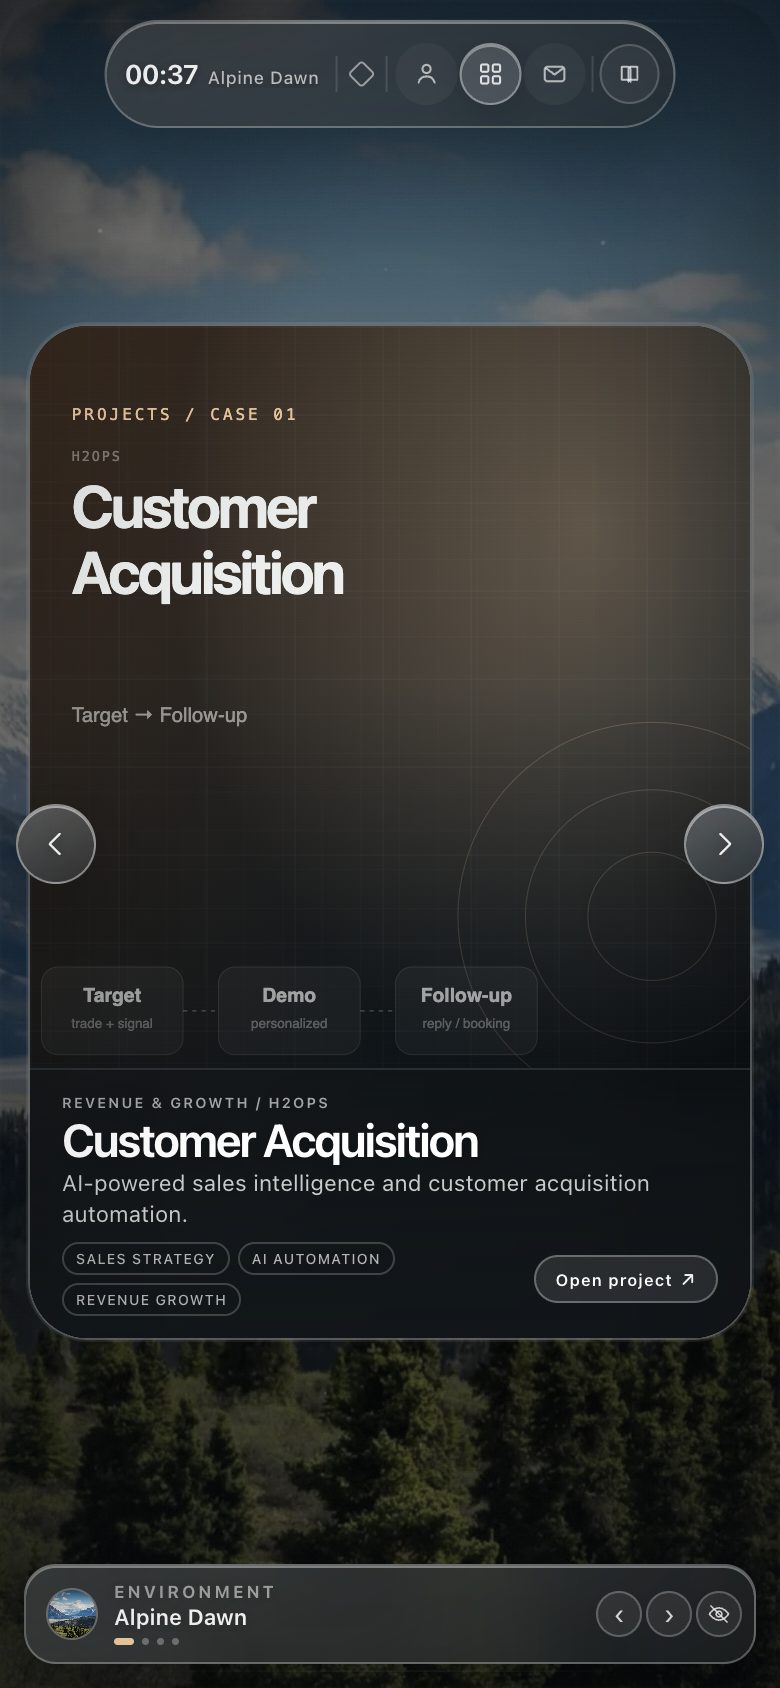 00:37 Alpine Dawn
PROJECTS / CASE 01
H2OPS
Customer
Acquisition
Target → Follow-up
Target
trade + signal
Demo
personalized
Follow-up
reply / booking
REVENUE & GROWTH / H2OPS
Customer Acquisition
AI-powered sales intelligence and customer acquisition
automation.
SALES STRATEGY
AI AUTOMATION
REVENUE GROWTH
Open project ↗
ENVIRONMENT
Alpine Dawn